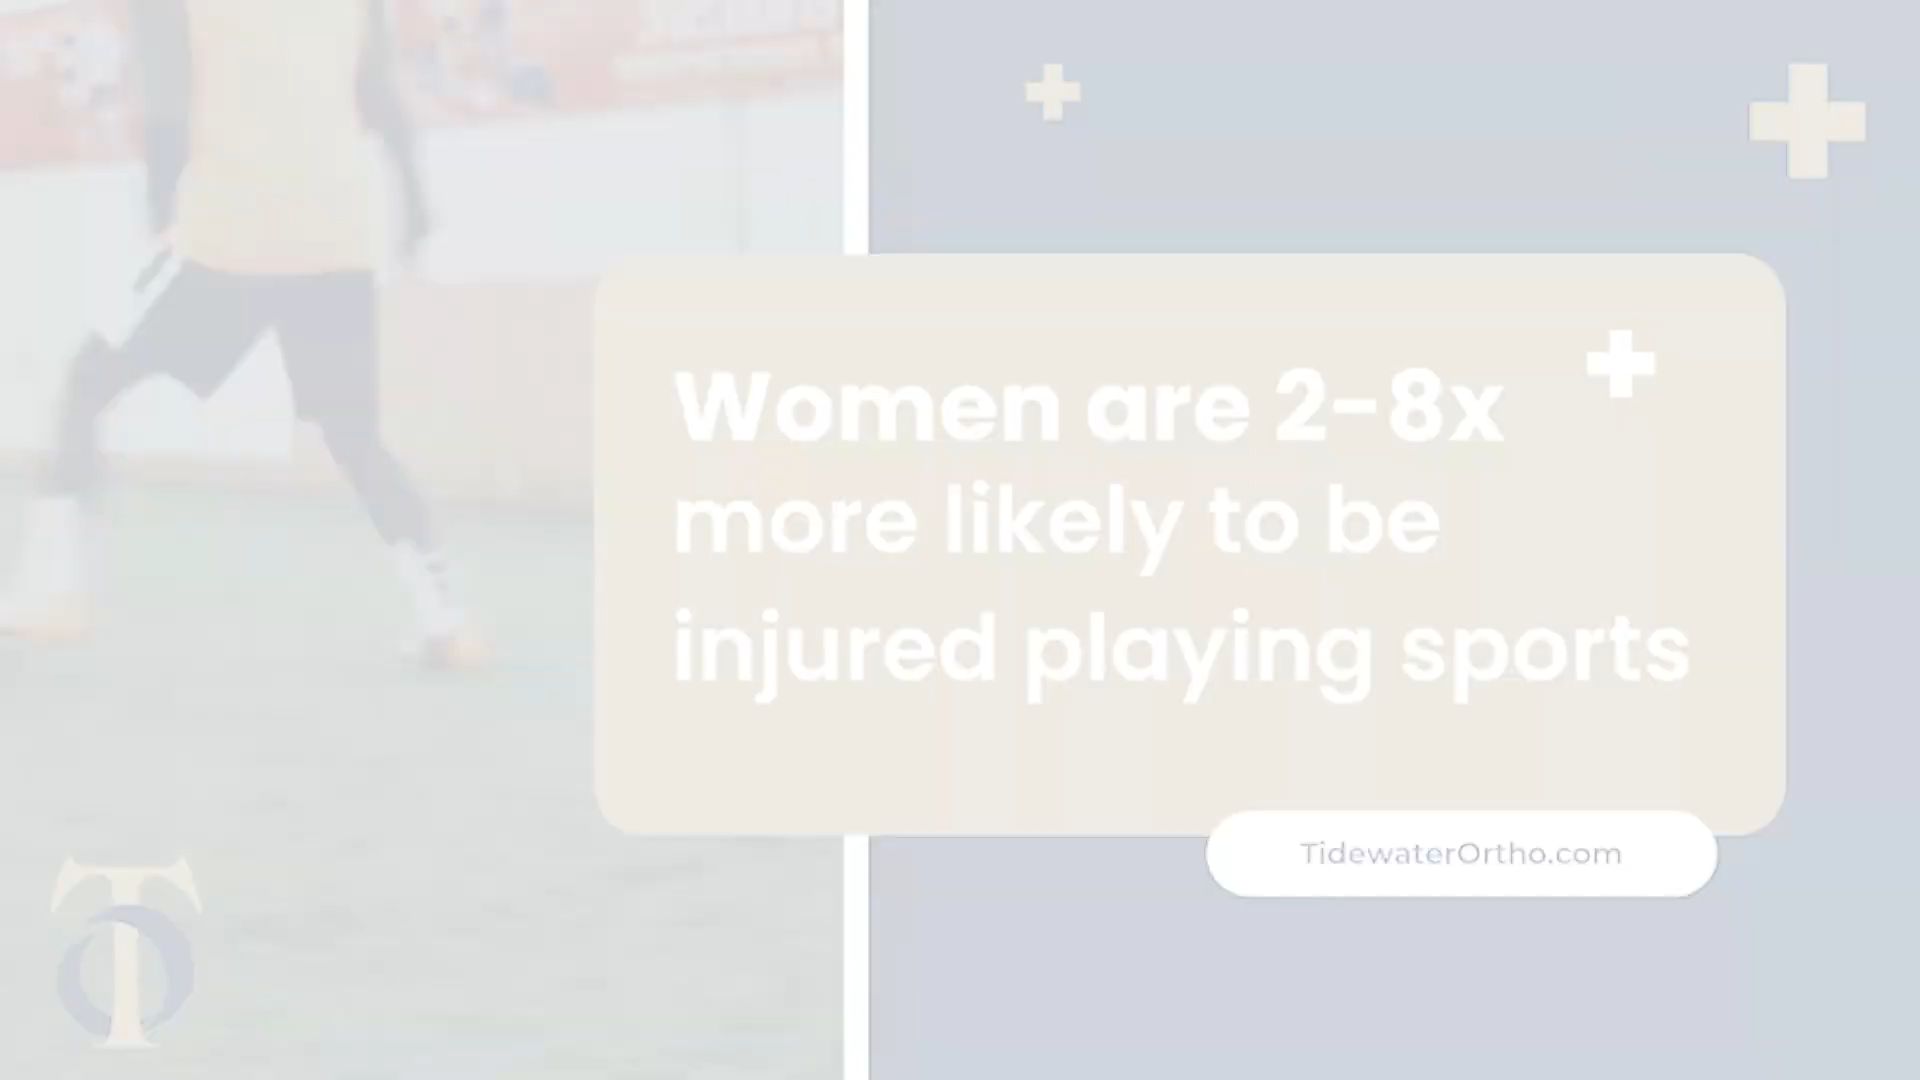 Women are 2-8x
more likely to be
injured playing sports
TidewaterOrtho.com